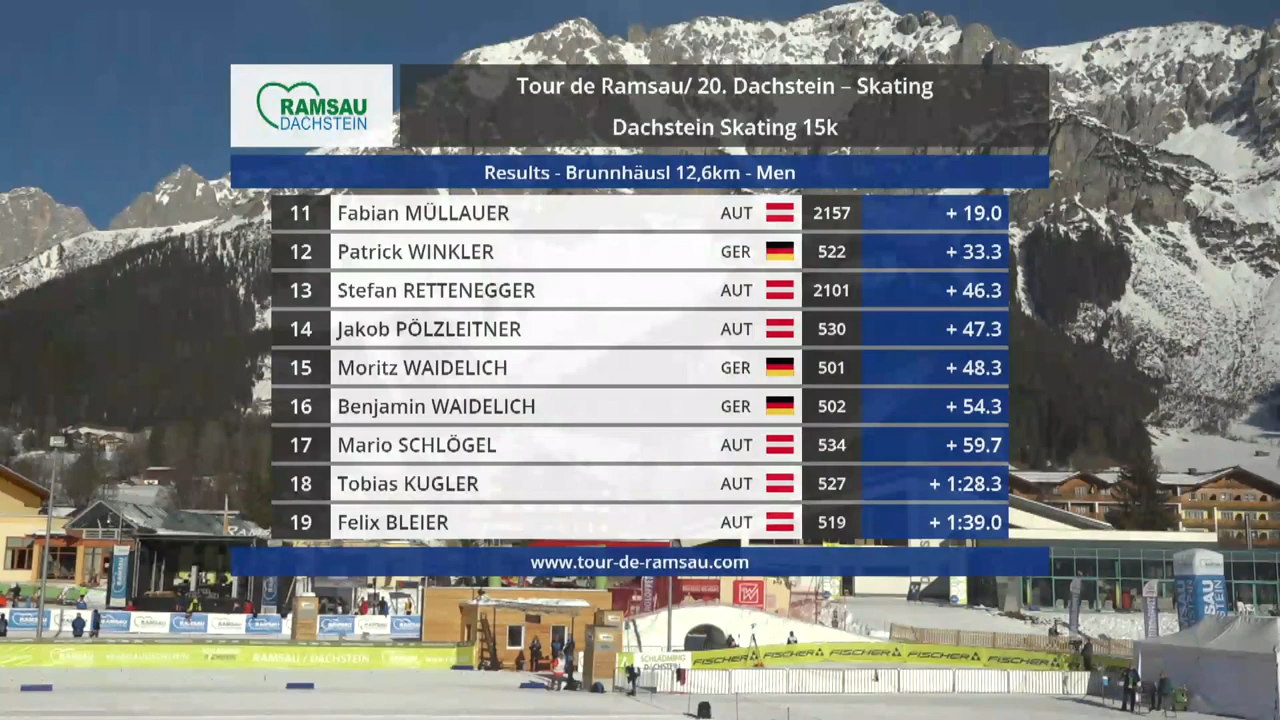 RAMSAU
DACHSTEIN
Tour de Ramsau/ 20. Dachstein – Skating
Dachstein Skating 15k
Results - Brunnhäusl 12,6km - Men
11 Fabian MÜLLAUER AUT 2157 + 19.0
12 Patrick WINKLER GER 522 + 33.3
13 Stefan RETTENEGGER AUT 2101 + 46.3
14 Jakob PÖLZLEITNER AUT 530 + 47.3
15 Moritz WAIDELICH GER 501 + 48.3
16 Benjamin WAIDELICH GER 502 + 54.3
17 Mario SCHLÖGEL AUT 534 + 59.7
18 Tobias KUGLER AUT 527 + 1:28.3
19 Felix BLEIER AUT 519 + 1:39.0
www.tour-de-ramsau.com
RAMSAU / DACHSTEIN
SCHLADMING
DACHSTEIN
FISCHER FISCHER FISCHER FISCHER